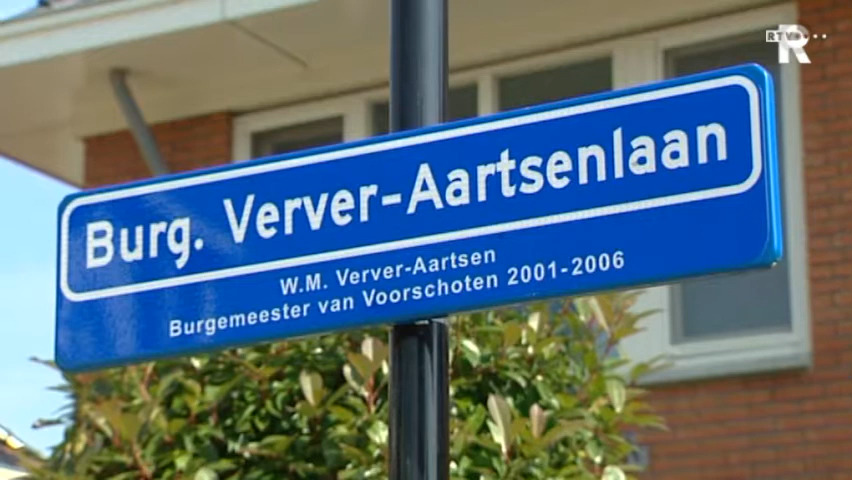 RTV
R
Burg. Verver-Aartsenlaan
W.M. Verver-Aartsen
Burgemeester van Voorschoten 2001-2006